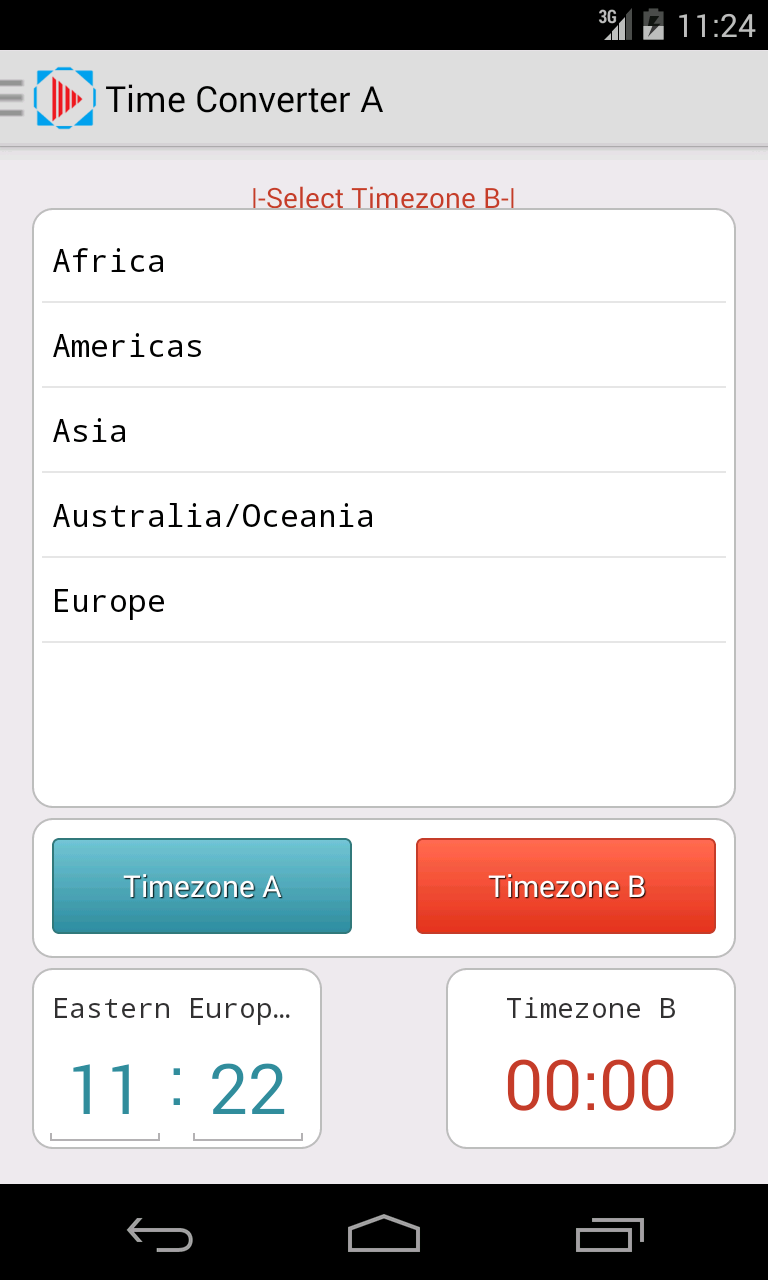 3G 11:24
Time Converter A
|-Select Timezone B-|
Africa
Americas
Asia
Australia/Oceania
Europe
Timezone A
Timezone B
Eastern Europ…
Timezone B
11 : 22
00:00